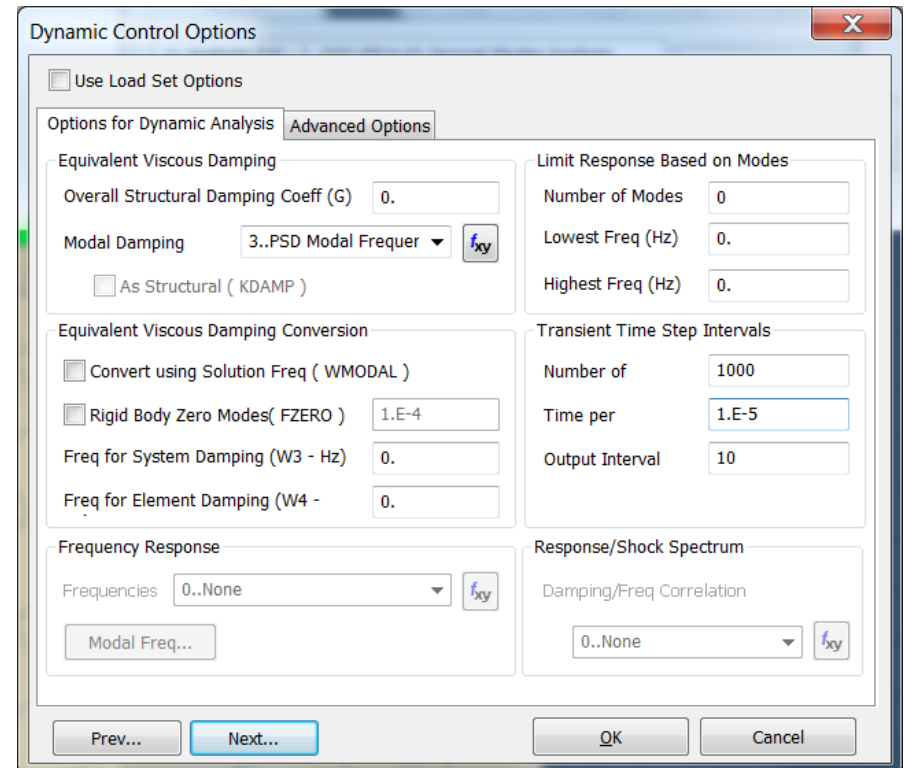 Dynamic Control Options
Use Load Set Options
Options for Dynamic Analysis
Advanced Options
Equivalent Viscous Damping
Overall Structural Damping Coeff (G) 0.
Modal Damping 3..PSD Modal Frequer fxy
As Structural ( KDAMP )
Limit Response Based on Modes
Number of Modes 0
Lowest Freq (Hz) 0.
Highest Freq (Hz) 0.
Equivalent Viscous Damping Conversion
Convert using Solution Freq ( WMODAL )
Rigid Body Zero Modes( FZERO ) 1.E-4
Freq for System Damping (W3 - Hz) 0.
Freq for Element Damping (W4 - 0.
Transient Time Step Intervals
Number of 1000
Time per 1.E-5
Output Interval 10
Frequency Response
Frequencies 0..None fxy
Modal Freq...
Response/Shock Spectrum
Damping/Freq Correlation
0..None fxy
Prev... Next... OK Cancel